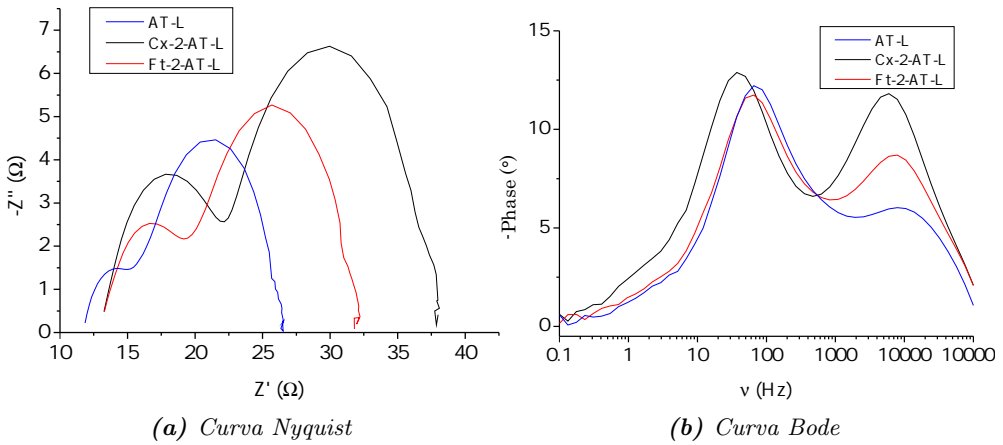 AT-L
Cx-2-AT-L
Ft-2-AT-L
7
6
5
4
3
2
1
0
-Z'' (Ω)
10 15 20 25 30 35 40
Z' (Ω)
(a) Curva Nyquist
AT-L
Cx-2-AT-L
Ft-2-AT-L
15
10
5
0
-Phase (°)
0.1 1 10 100 1000 10000 100000
ν (Hz)
(b) Curva Bode